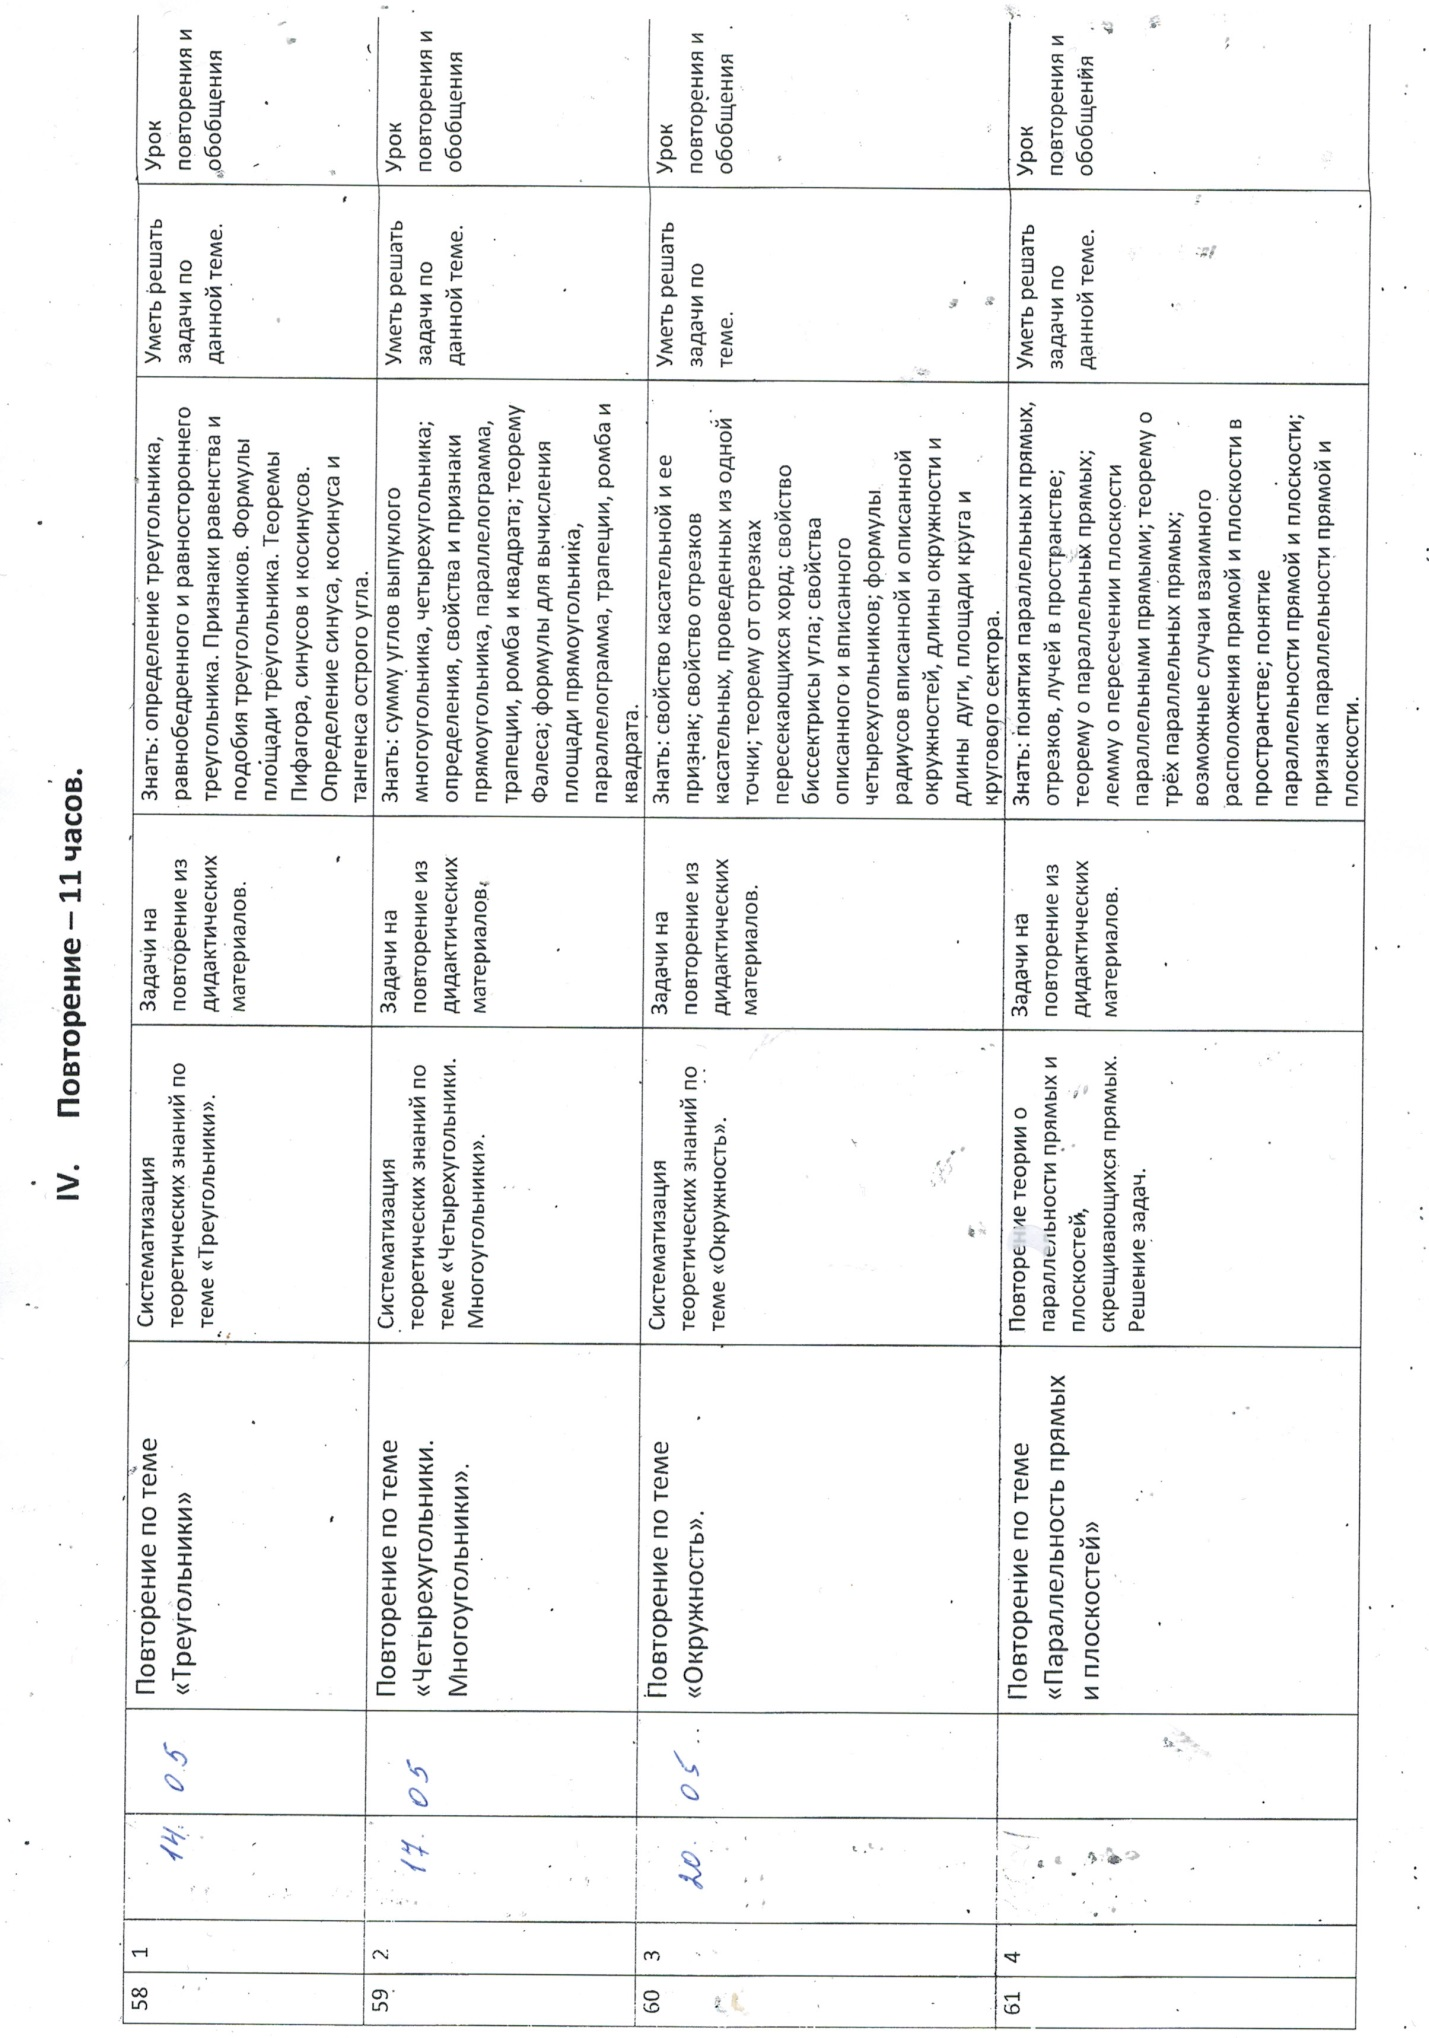 IV. Повторение – 11 часов.
58
1
14.
05
Повторение по теме
«Треугольники»
Систематизация
теоретических знаний по
теме «Треугольники».
Задачи на
повторение из
дидактических
материалов.
Знать: определение треугольника,
равнобедренного и равностороннего
треугольника. Признаки равенства и
подобия треугольников. Формулы
площади треугольника. Теоремы
Пифагора, синусов и косинусов.
Определение синуса, косинуса и
тангенса острого угла.
Уметь решать
задачи по
данной теме.
Урок
повторения и
обобщения
59
2
17.
05
Повторение по теме
«Четырехугольники.
Многоугольники».
Систематизация
теоретических знаний по
теме «Четырехугольники.
Многоугольники».
Задачи на
повторение из
дидактических
материалов.
Знать: сумму углов выпуклого
многоугольника, четырехугольника;
определения, свойства и признаки
прямоугольника, параллелограмма,
трапеции, ромба и квадрата; теорему
Фалеса; формулы для вычисления
площади прямоугольника,
параллелограмма, трапеции, ромба и
квадрата.
Уметь решать
задачи по
данной теме.
Урок
повторения и
обобщения
60
3
20.
05
Повторение по теме
«Окружность».
Систематизация
теоретических знаний по
теме «Окружность».
Задачи на
повторение из
дидактических
материалов.
Знать: свойство касательной и ее
признак; свойство отрезков
касательных, проведенных из одной
точки; теорему от отрезках
пересекающихся хорд; свойство
биссектрисы угла; свойства
описанного и вписанного
четырехугольников; формулы
радиусов вписанной и описанной
окружностей, длины окружности и
длины дуги, площади круга и
кругового сектора.
Уметь решать
задачи по
теме.
Урок
повторения и
обобщения
61
4
Повторение по теме
«Параллельность прямых
и плоскостей»
Повторение теории о
параллельности прямых и
плоскостей,
скрещивающихся прямых.
Решение задач.
Задачи на
повторение из
дидактических
материалов.
Знать: понятия параллельных прямых,
отрезков, лучей в пространстве;
теорему о параллельных прямых;
лемму о пересечении плоскости
параллельными прямыми; теорему о
трёх параллельных прямых;
возможные случаи взаимного
расположения прямой и плоскости в
пространстве; понятие
параллельности прямой и плоскости;
признак параллельности прямой и
плоскости.
Уметь решать
задачи по
данной теме.
Урок
повторения и
обобщения